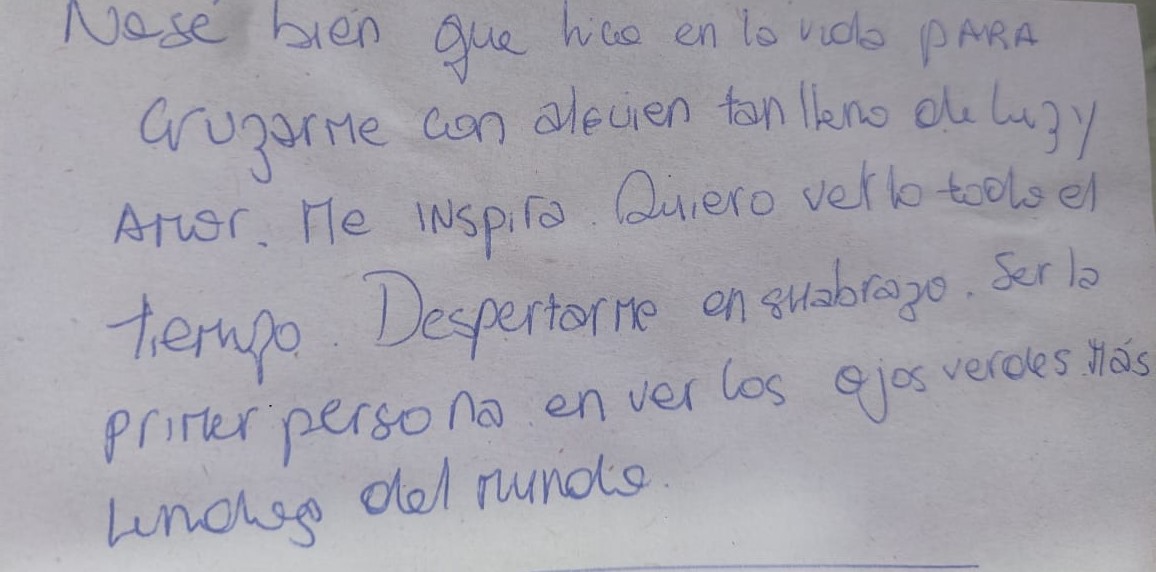 No sé bien que hice en la vida PARA
cruzarme con alguien tan lleno de luz y
Amor. Me INspira. Quiero verlo todo el
tiempo. Despertarme en su abrazo. Ser la
primer persona en ver los ojos verdes Más
Lindos del mundo.